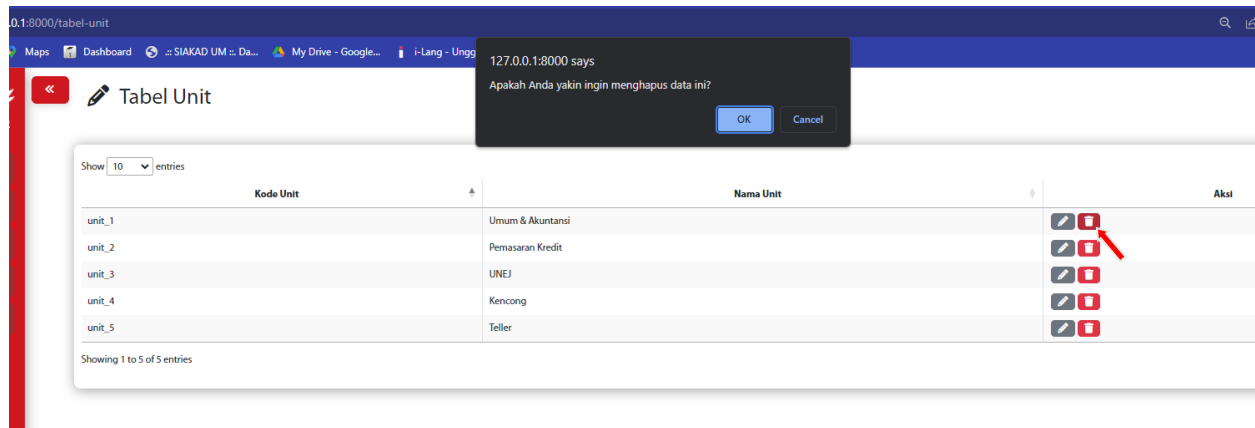 0.1:8000/tabel-unit
Maps Dashboard .:: SIAKAD UM ::. Da... My Drive - Google... i-Lang - Ungg
127.0.0.1:8000 says
Apakah Anda yakin ingin menghapus data ini?
OK Cancel
Tabel Unit
Show 10 entries
Kode Unit Nama Unit Aksi
unit_1 Umum & Akuntansi
unit_2 Pemasaran Kredit
unit_3 UNEJ
unit_4 Kencong
unit_5 Teller
Showing 1 to 5 of 5 entries